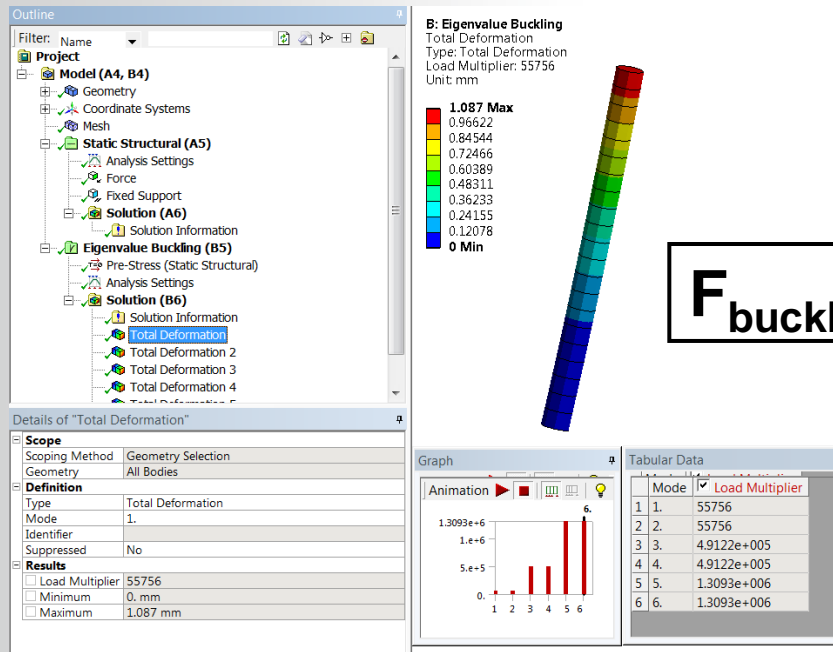 Outline
Filter: Name
Project
Model (A4, B4)
Geometry
Coordinate Systems
Mesh
Static Structural (A5)
Analysis Settings
Force
Fixed Support
Solution (A6)
Solution Information
Eigenvalue Buckling (B5)
Pre-Stress (Static Structural)
Analysis Settings
Solution (B6)
Solution Information
Total Deformation
Total Deformation 2
Total Deformation 3
Total Deformation 4
Details of "Total Deformation"
Scope
Scoping Method Geometry Selection
Geometry All Bodies
Definition
Type Total Deformation
Mode 1.
Identifier
Suppressed No
Results
Load Multiplier 55756
Minimum 0. mm
Maximum 1.087 mm
B: Eigenvalue Buckling
Total Deformation
Type: Total Deformation
Load Multiplier: 55756
Unit: mm
1.087 Max
0.96622
0.84544
0.72466
0.60389
0.48311
0.36233
0.24155
0.12078
0 Min
F buckl
Graph
Animation
6.
1.3093e+6
1.e+6
5.e+5
0.
1 2 3 4 5 6
Tabular Data
Mode Load Multiplier
1 1. 55756
2 2. 55756
3 3. 4.9122e+005
4 4. 4.9122e+005
5 5. 1.3093e+006
6 6. 1.3093e+006